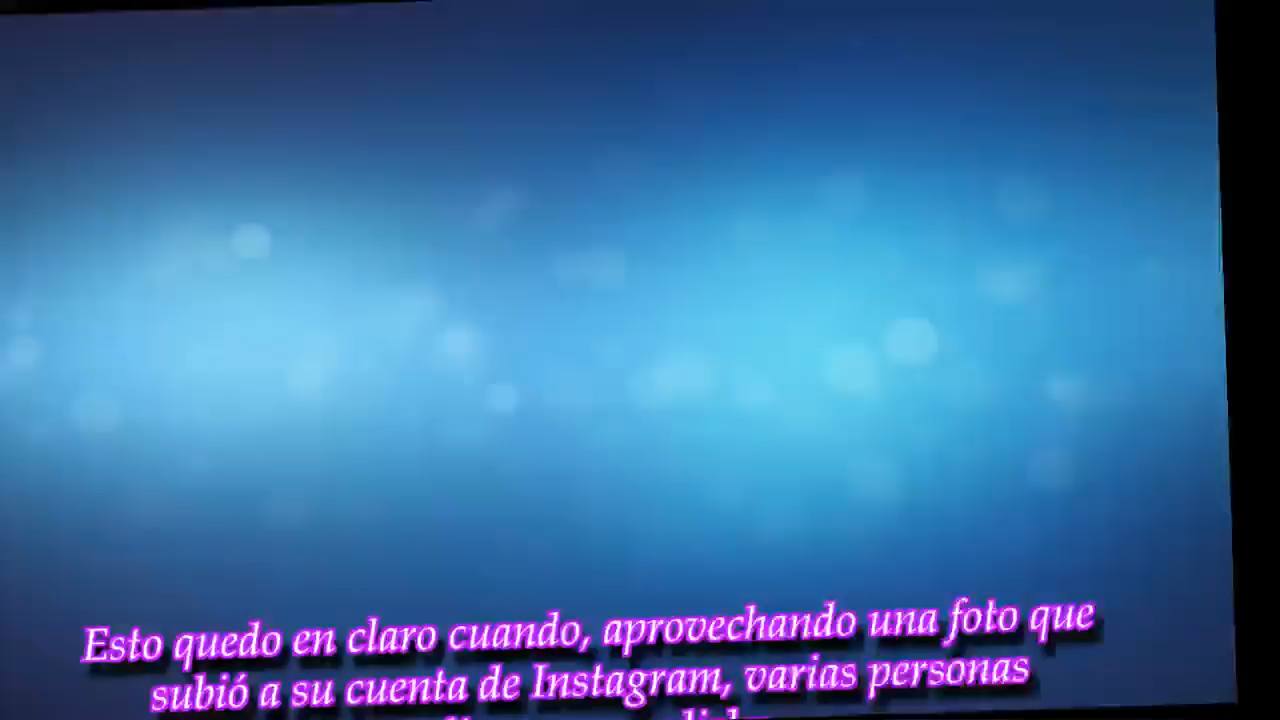 Esto quedo en claro cuando, aprovechando una foto que
subió a su cuenta de Instagram, varias personas